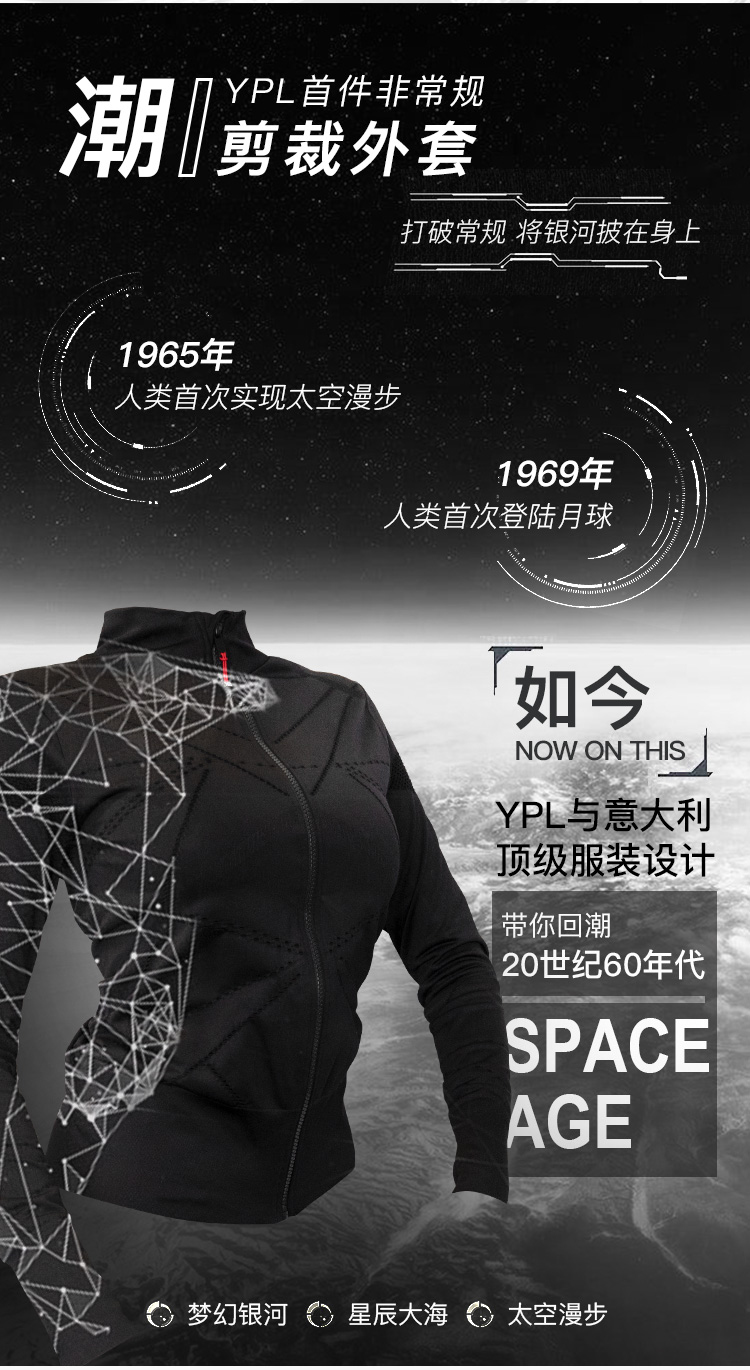 潮
YPL首件非常规
剪裁外套
打破常规 将银河披在身上
1965年
人类首次实现太空漫步
1969年
人类首次登陆月球
如今
NOW ON THIS
YPL与意大利
顶级服装设计
带你回潮
20世纪60年代
SPACE
AGE
梦幻银河 星辰大海 太空漫步